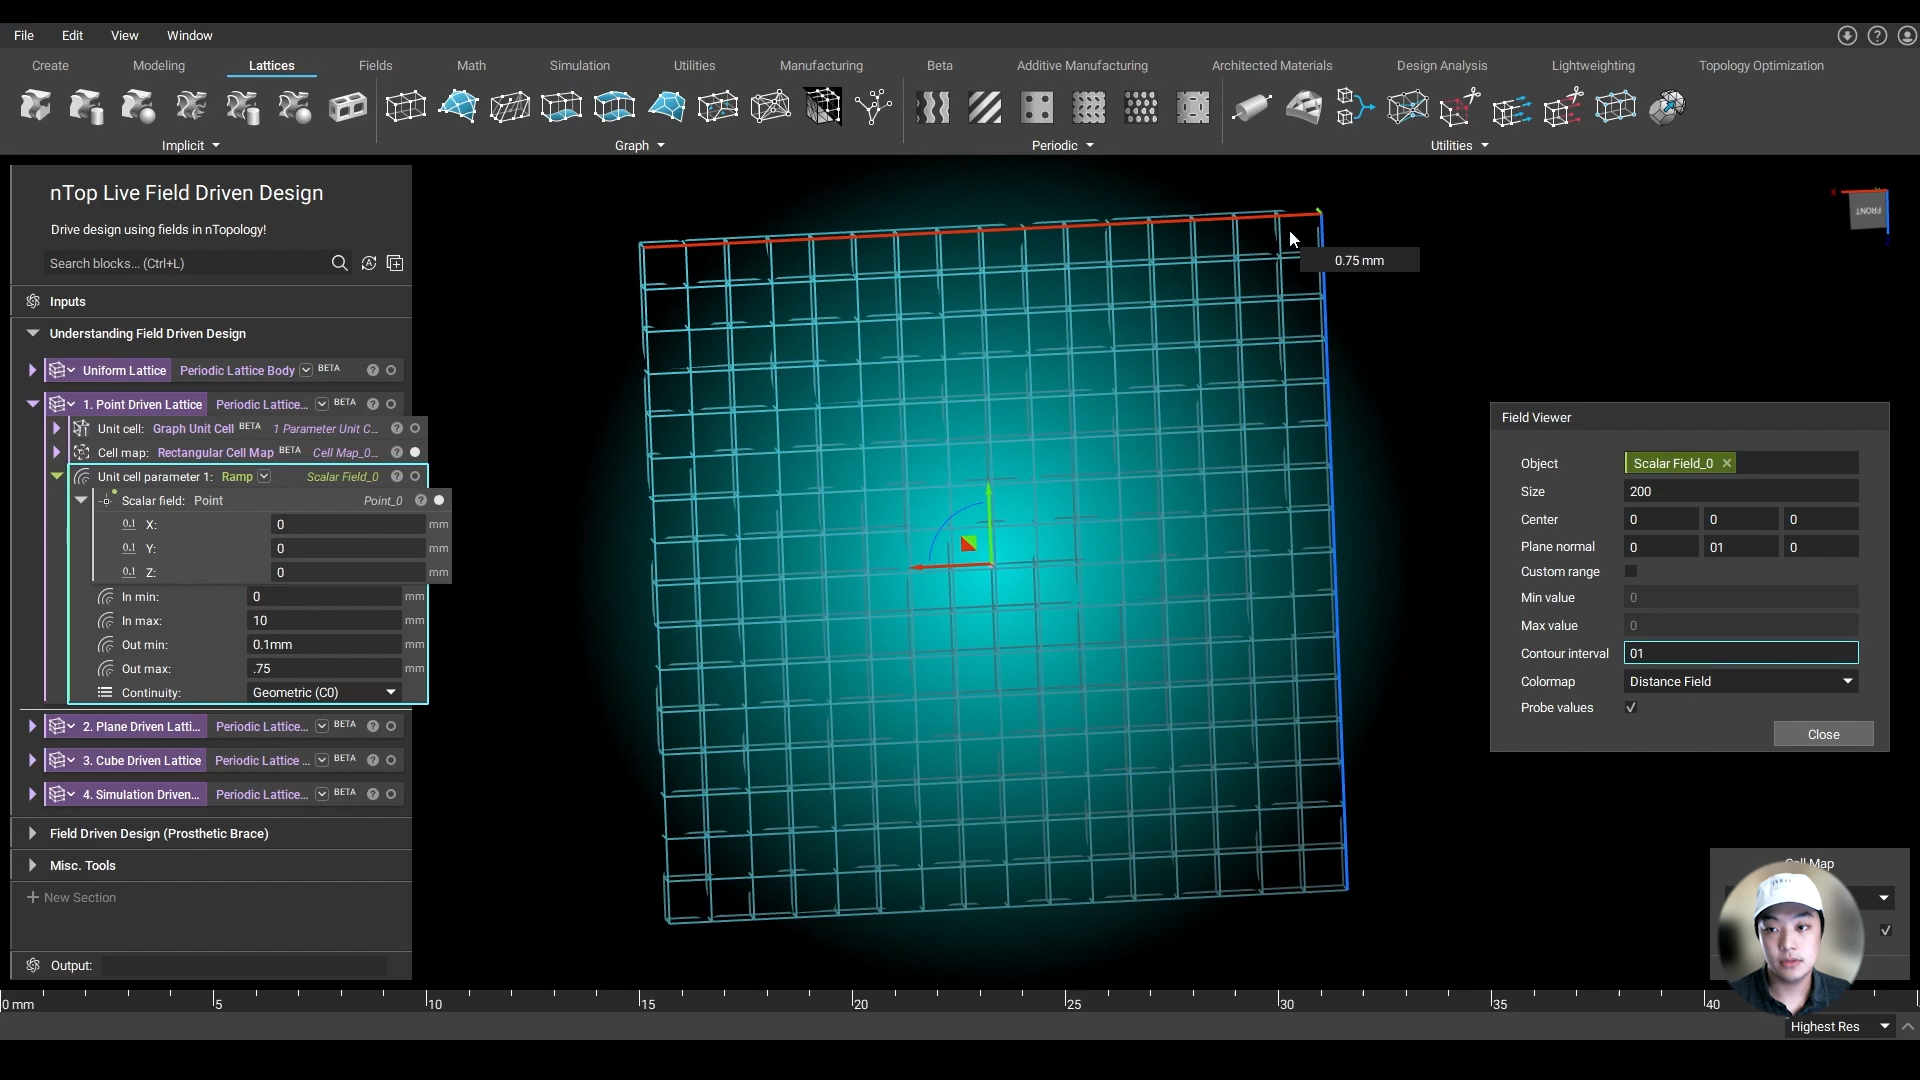 File Edit View Window
Create Modeling Lattices Fields Math Simulation Utilities Manufacturing Beta Additive Manufacturing Architected Materials Design Analysis Lightweighting Topology Optimization
Implicit Graph Periodic Utilities
nTop Live Field Driven Design
Drive design using fields in nTopology!
Search blocks... (Ctrl+L)
Inputs
Understanding Field Driven Design
Uniform Lattice Periodic Lattice Body BETA
1. Point Driven Lattice Periodic Lattice... BETA
Unit cell: Graph Unit Cell BETA 1 Parameter Unit C...
Cell map: Rectangular Cell Map BETA Cell Map_0...
Unit cell parameter 1: Ramp Scalar Field_0
Scalar field: Point Point_0
0.1 X: 0 mm
0.1 Y: 0 mm
0.1 Z: 0 mm
In min: 0 mm
In max: 10 mm
Out min: 0.1mm mm
Out max: .75 mm
Continuity: Geometric (C0)
2. Plane Driven Latti... Periodic Lattice... BETA
3. Cube Driven Lattice Periodic Lattice ... BETA
4. Simulation Driven... Periodic Lattice... BETA
Field Driven Design (Prosthetic Brace)
Misc. Tools
+ New Section
Output:
0.75 mm
X
FRONT
Field Viewer
Object Scalar Field_0 ×
Size 200
Center 0 0 0
Plane normal 0 01 0
Custom range
Min value 0
Max value 0
Contour interval 01
Colormap Distance Field
Probe values
Close
Map
0 mm 5 10 15 20 25 30 35 40
Highest Res